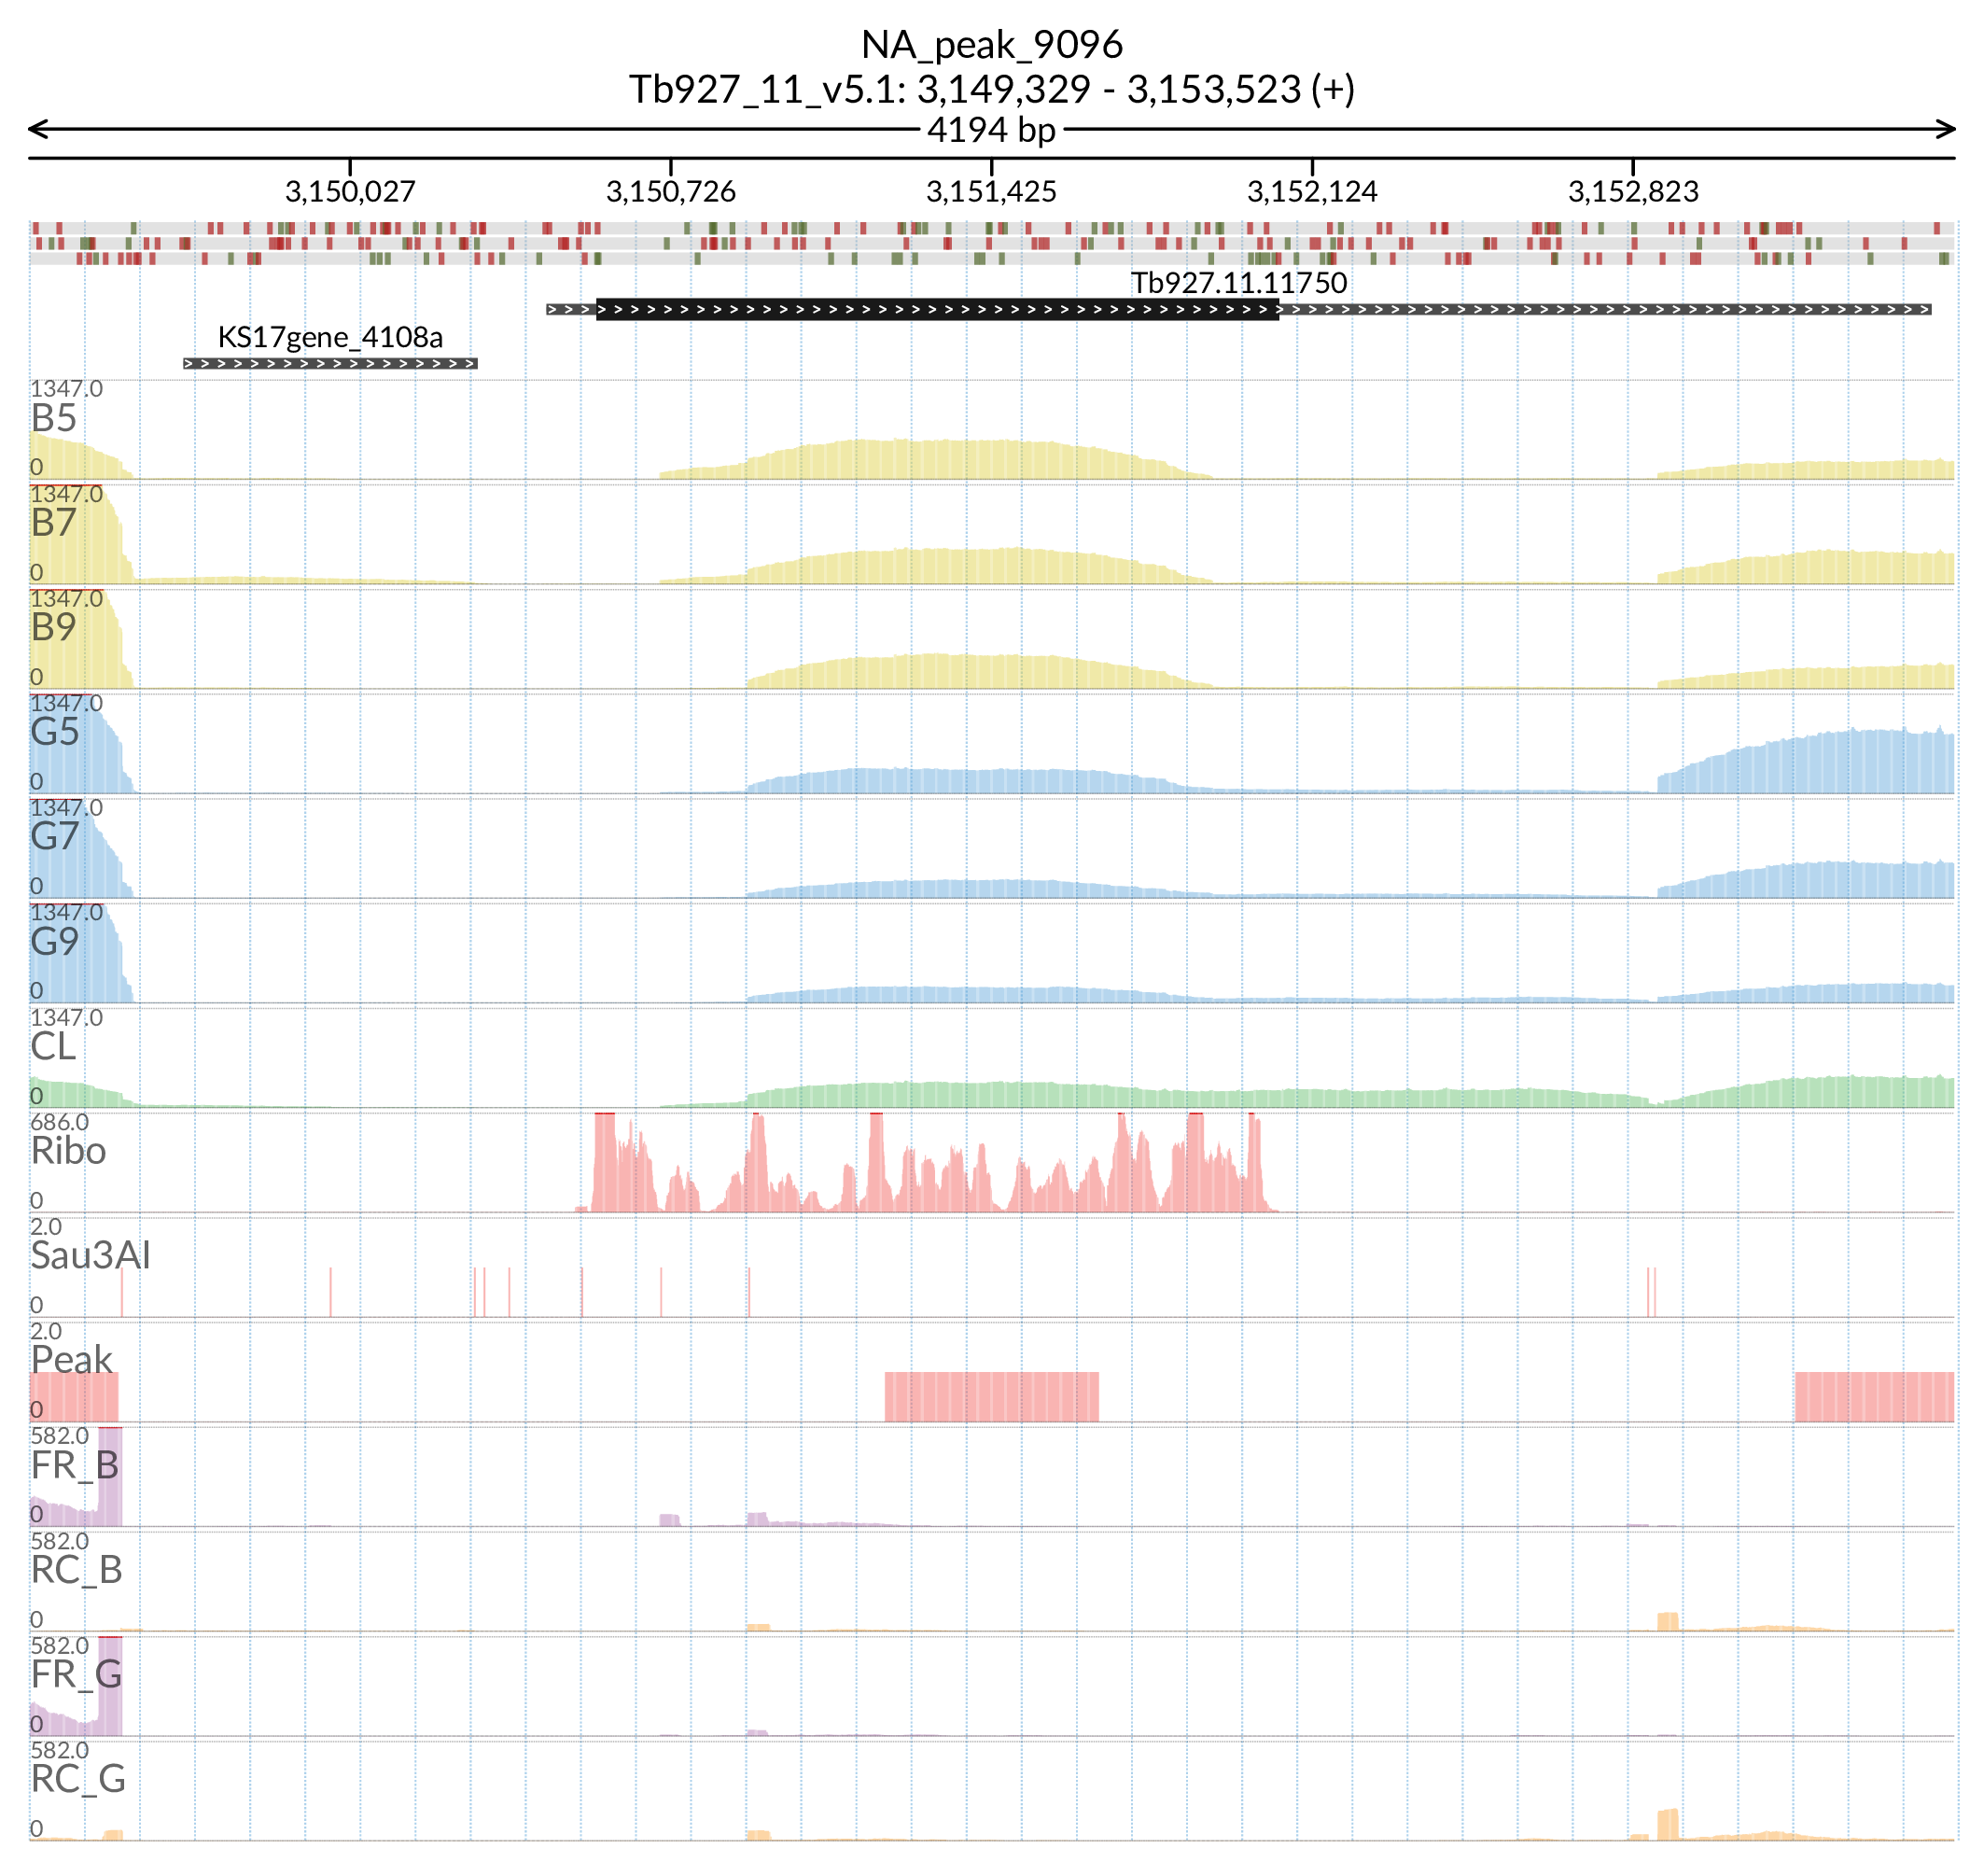 NA_peak_9096
Tb927_11_v5.1: 3,149,329 - 3,153,523 (+)
4194 bp
3,150,027 3,150,726 3,151,425 3,152,124 3,152,823
Tb927.11.11750
KS17gene_4108a
1347.0
B5
0
1347.0
B7
0
1347.0
B9
0
1347.0
G5
0
1347.0
G7
0
1347.0
G9
0
1347.0
CL
0
686.0
Ribo
0
2.0
Sau3AI
0
2.0
Peak
0
582.0
FR_B
0
582.0
RC_B
0
582.0
FR_G
0
582.0
RC_G
0